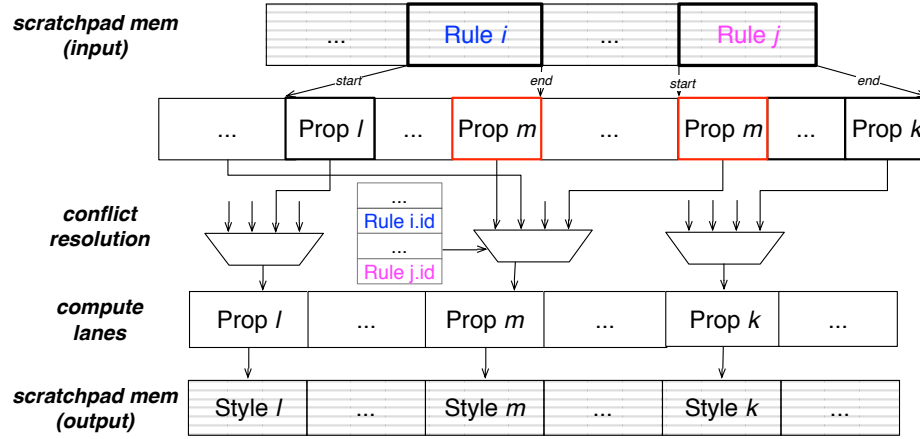 scratchpad mem
(input)
... Rule i ... Rule j
start end start end
... Prop l ... Prop m ... Prop m ... Prop k
conflict
resolution
...
Rule i.id
...
Rule j.id
compute
lanes
Prop l ... Prop m ... Prop k ...
scratchpad mem
(output)
Style l ... Style m ... Style k ...